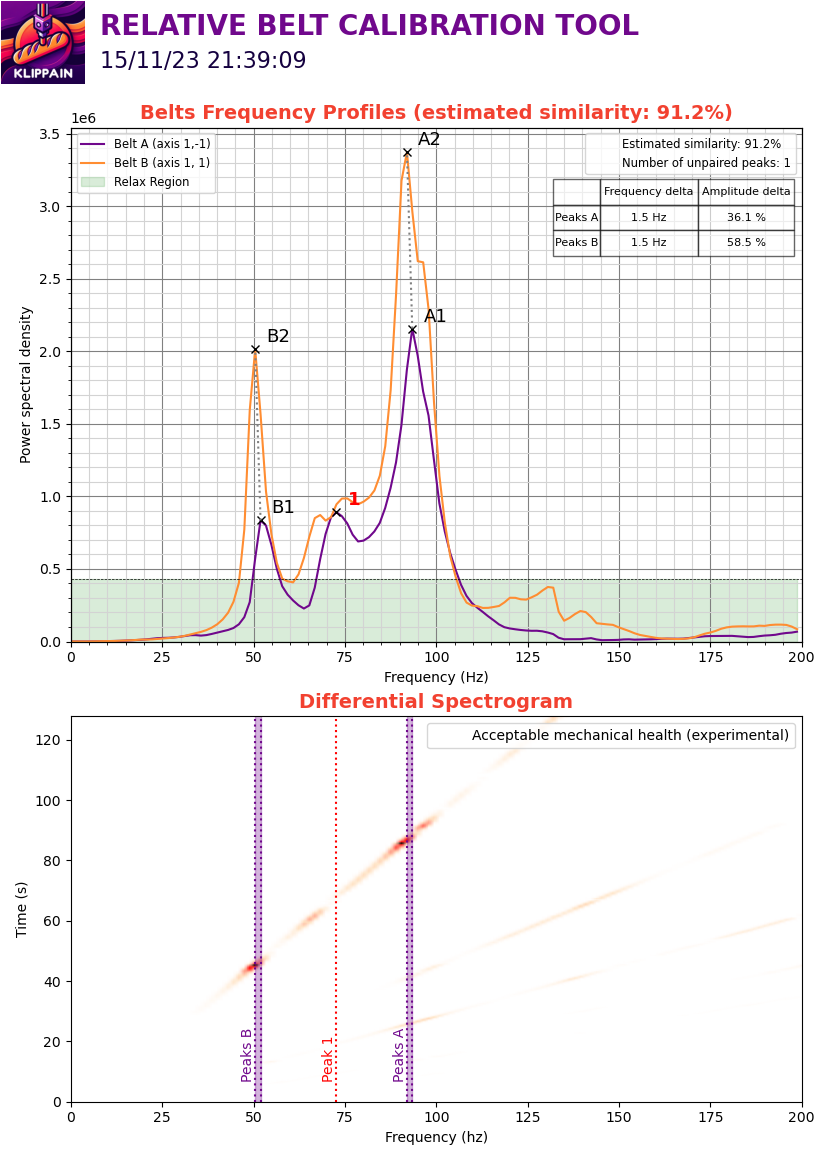 RELATIVE BELT CALIBRATION TOOL
15/11/23 21:39:09
KLIPPAIN
Belts Frequency Profiles (estimated similarity: 91.2%)
1e6
Belt A (axis 1,-1)
Belt B (axis 1, 1)
Relax Region
Estimated similarity: 91.2%
Number of unpaired peaks: 1
Frequency delta Amplitude delta
Peaks A 1.5 Hz 36.1 %
Peaks B 1.5 Hz 58.5 %
A2
A1
B2
B1
1
Power spectral density
3.5
3.0
2.5
2.0
1.5
1.0
0.5
0.0
0 25 50 75 100 125 150 175 200
Frequency (Hz)
Differential Spectrogram
Acceptable mechanical health (experimental)
Time (s)
120
100
80
60
40
20
0
Peaks B
Peak 1
Peaks A
0 25 50 75 100 125 150 175 200
Frequency (hz)